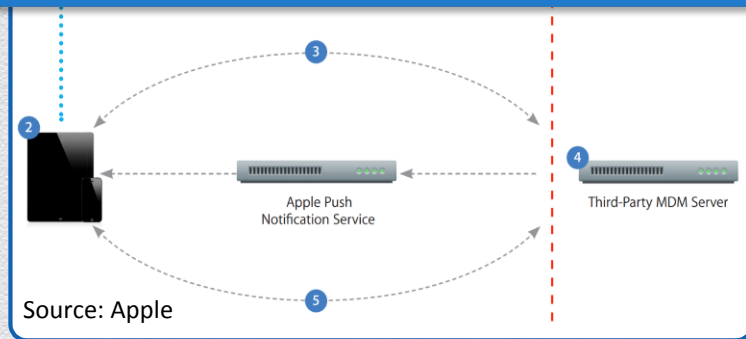 3
2
4
Apple Push
Notification Service
Third-Party MDM Server
5
Source: Apple